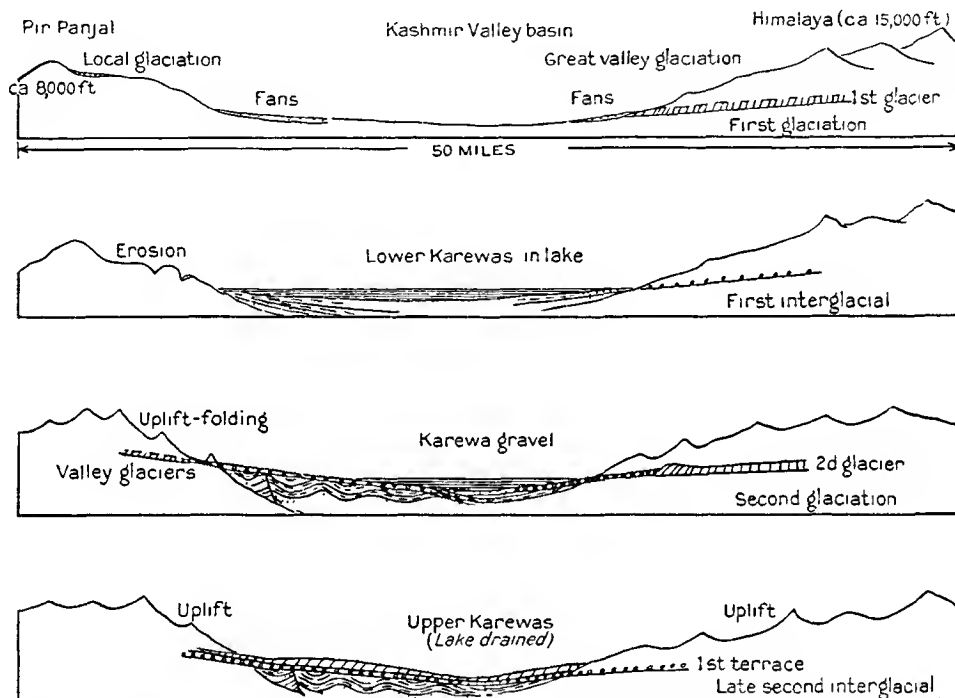 Pir Panjal
Kashmir Valley basin
Himalaya (ca 15,000 ft)
Local glaciation
Great valley glaciation
ca 8,000 ft
Fans
Fans
1st glacier
First glaciation
50 MILES
Erosion
Lower Karewas in lake
First interglacial
Uplift-folding
Karewa gravel
Valley glaciers
2d glacier
Second glaciation
Uplift
Upper Karewas
(Lake drained)
Uplift
1st terrace
Late second interglacial